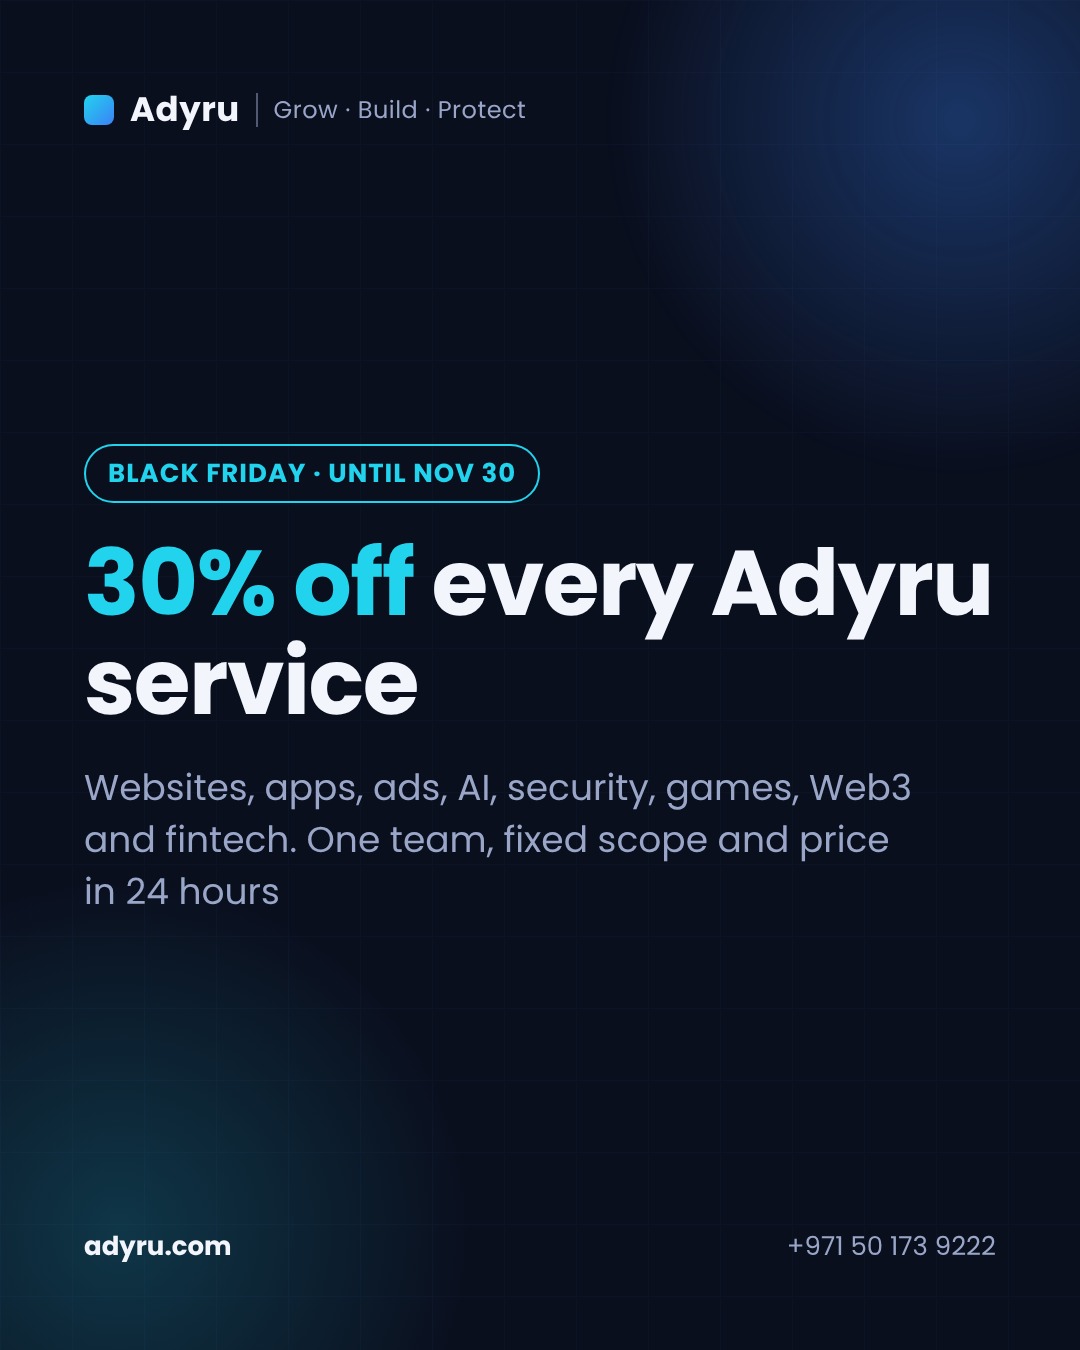 Adyru | Grow · Build · Protect
BLACK FRIDAY · UNTIL NOV 30
30% off every Adyru
service
Websites, apps, ads, AI, security, games, Web3
and fintech. One team, fixed scope and price
in 24 hours
adyru.com
+971 50 173 9222